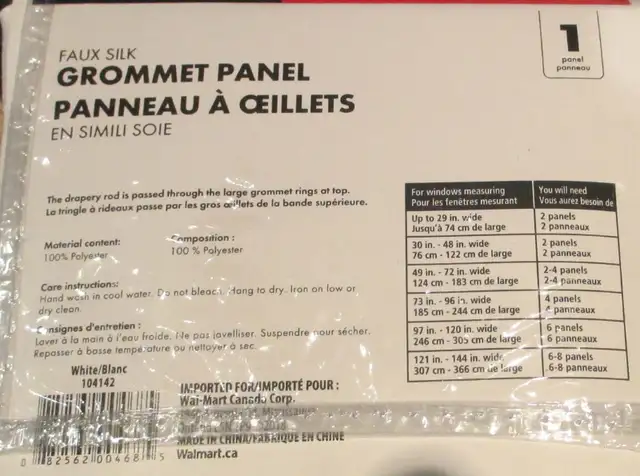 1
panel
panneau
FAUX SILK
GROMMET PANEL
PANNEAU À ŒILLETS
EN SIMILI SOIE
The drapery rod is passed through the large grommet rings at top.
La tringle à rideaux passe par les gros œillets de la bande supérieure.
Material content:
100% Polyester
Composition :
100 % Polyester
Care instructions:
Hand wash in cool water. Do not bleach. Hang to dry. Iron on low or
dry clean.
Consignes d'entretien :
Laver à la main à l'eau froide. Ne pas javelliser. Suspendre pour sécher.
Repasser à basse température ou nettoyer à sec.
For windows measuring You will need
Pour les fenêtres mesurant Vous aurez besoin de
Up to 29 in. wide 2 panels
Jusqu'à 74 cm de large 2 panneaux
30 in. - 48 in. wide 2 panels
76 cm - 122 cm de large 2 panneaux
49 in. - 72 in. wide 2-4 panels
124 cm - 183 cm de large 2-4 panneaux
73 in. - 96 in. wide 4 panels
185 cm - 244 cm de large 4 panneaux
97 in. - 120 in. wide 6 panels
246 cm - 305 cm de large 6 panneaux
121 in. - 144 in. wide 6-8 panels
307 cm - 366 cm de large 6-8 panneaux
White/Blanc
104142
0 82562 00468 5
IMPORTED FOR/IMPORTÉ POUR :
Wal-Mart Canada Corp.
MADE IN CHINA/FABRIQUÉ EN CHINE
Walmart.ca